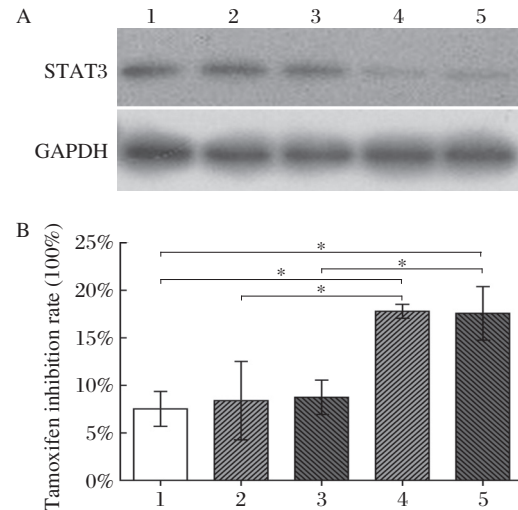 A
1 2 3 4 5
STAT3
GAPDH
B
Tamoxifen inhibition rate (100%)
25%
20%
15%
10%
5%
0%
*
*
*
*
1 2 3 4 5